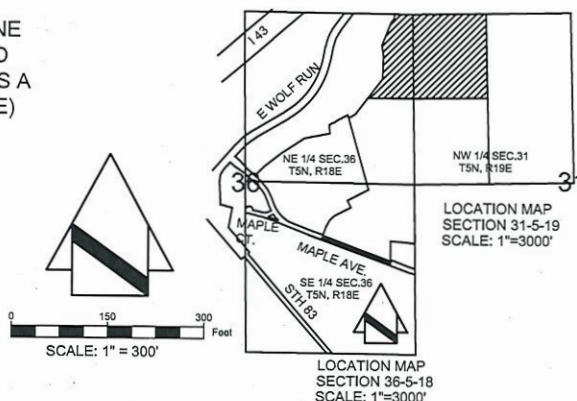 NE
D
S A
E)
I 43
E WOLF RUN
NE 1/4 SEC.36
T5N, R18E
NW 1/4 SEC.31
T5N, R19E
36
3
MAPLE
CT.
MAPLE AVE.
LOCATION MAP
SECTION 31-5-19
SCALE: 1"=3000'
SE 1/4 SEC.36
T5N, R18E
STH 83
0 150 300
Feet
SCALE: 1" = 300'
LOCATION MAP
SECTION 36-5-18
SCALE: 1"=3000'